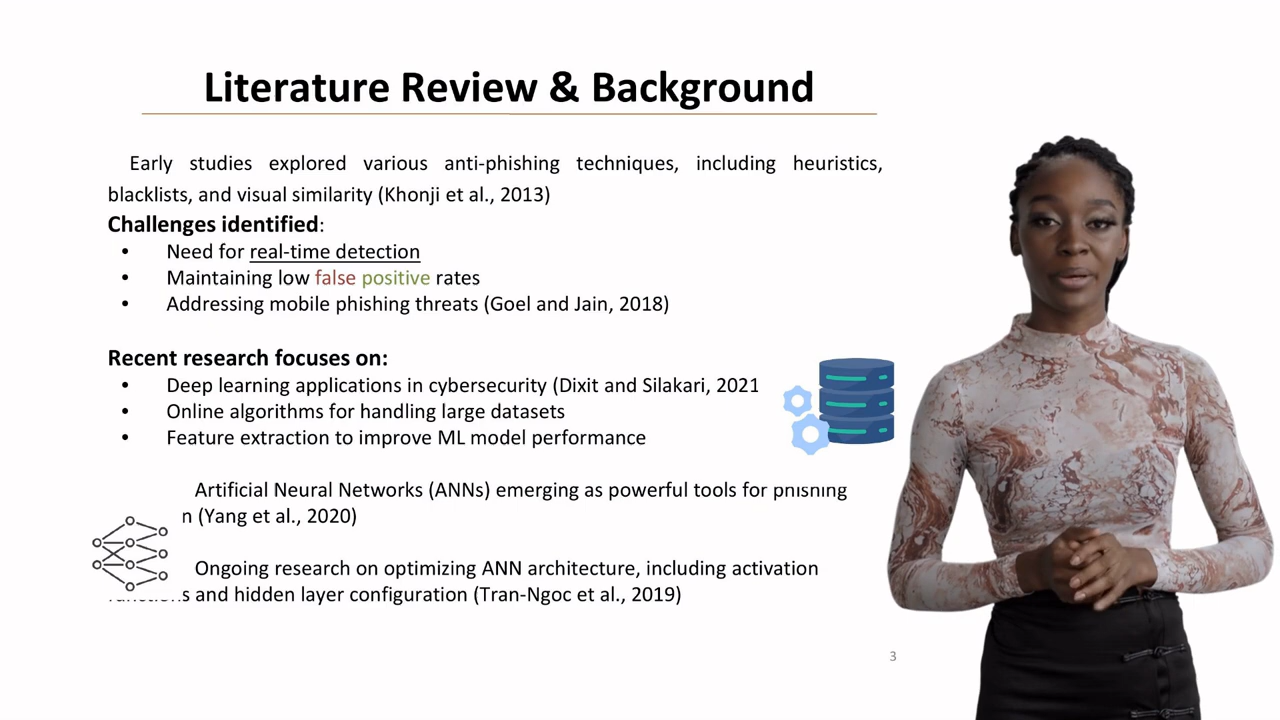 Literature Review & Background
Early studies explored various anti-phishing techniques, including heuristics,
blacklists, and visual similarity (Khonji et al., 2013)
Challenges identified:
• Need for real-time detection
• Maintaining low false positive rates
• Addressing mobile phishing threats (Goel and Jain, 2018)
Recent research focuses on:
• Deep learning applications in cybersecurity (Dixit and Silakari, 2021
• Online algorithms for handling large datasets
• Feature extraction to improve ML model performance
Artificial Neural Networks (ANNs) emerging as powerful tools for phishing
n (Yang et al., 2020)
Ongoing research on optimizing ANN architecture, including activation
functions and hidden layer configuration (Tran-Ngoc et al., 2019)
3